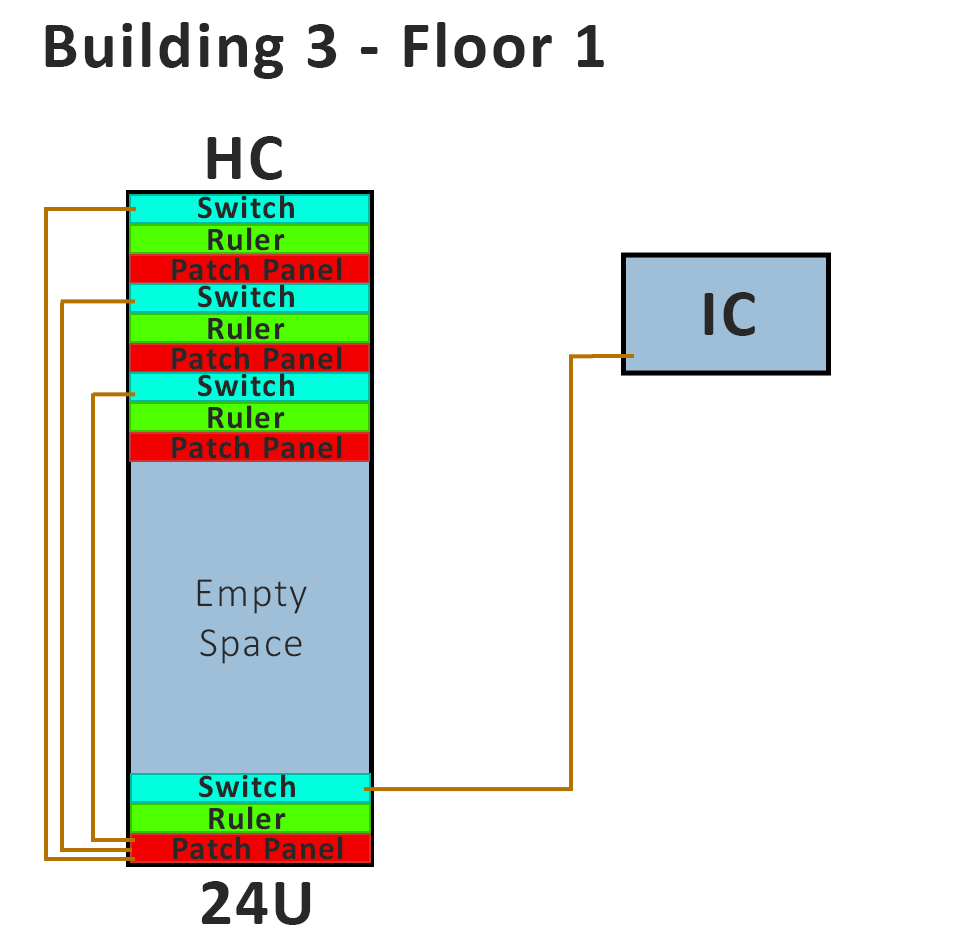 Building 3 - Floor 1
HC
Switch
Ruler
Patch Panel
Switch
Ruler
Patch Panel
Switch
Ruler
Patch Panel
IC
Empty
Space
Switch
Ruler
Patch Panel
24U